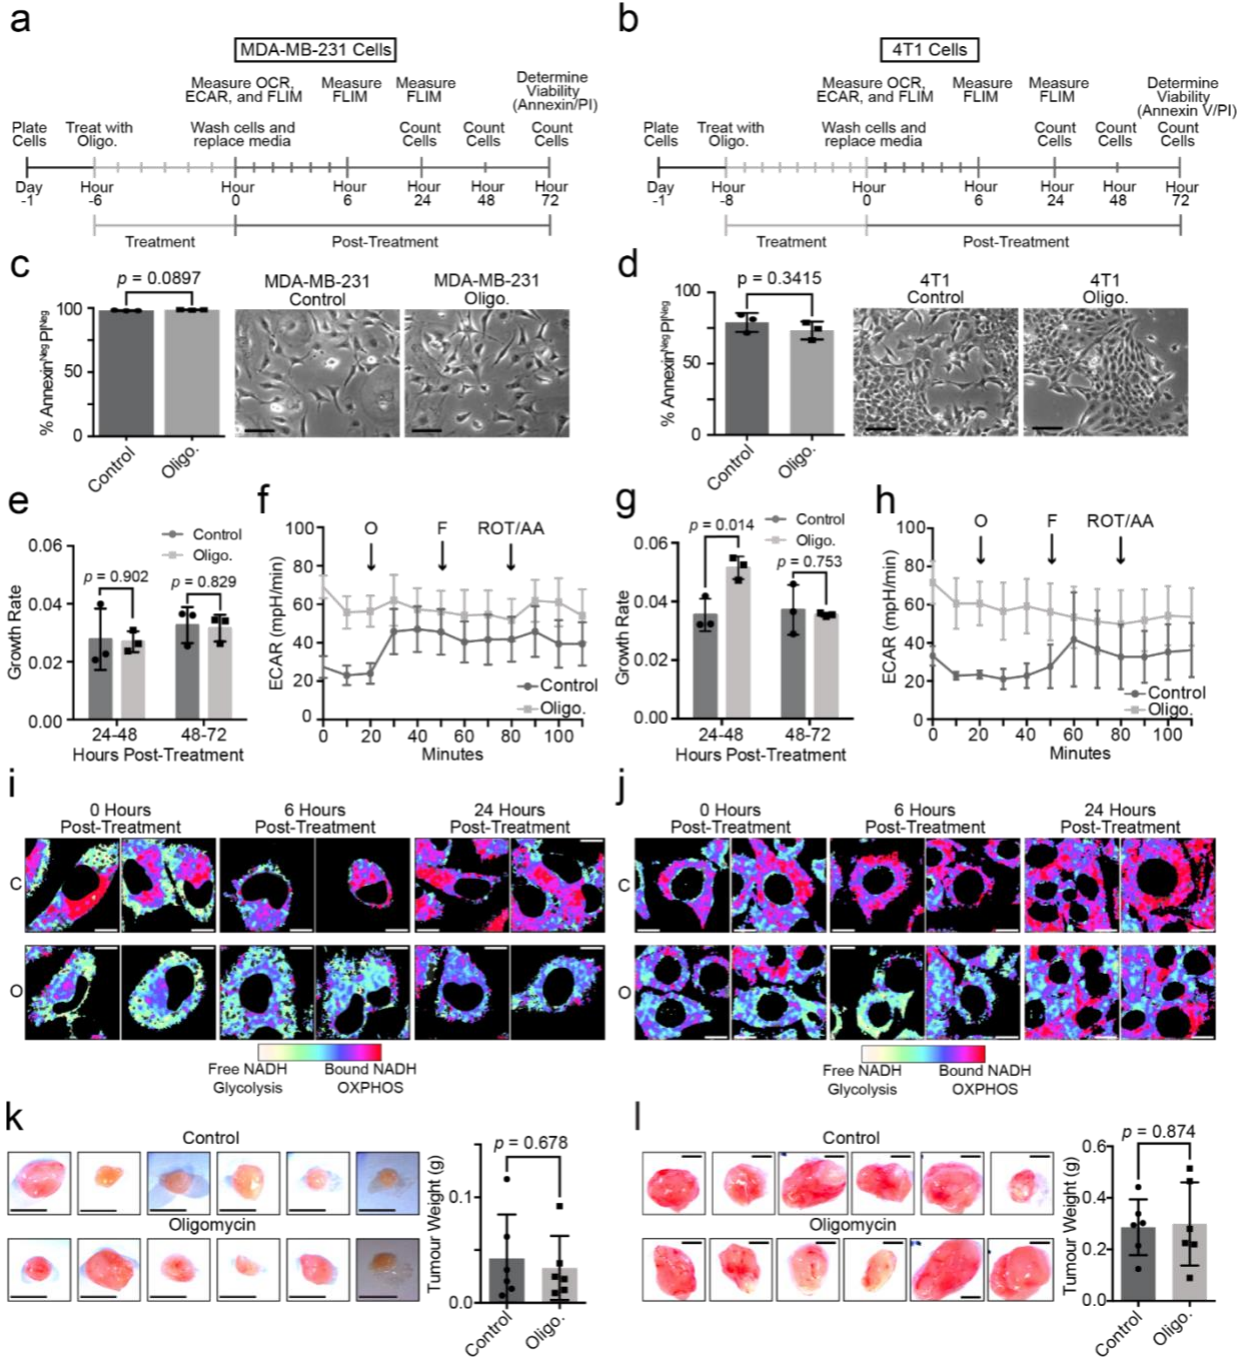 a
MDA-MB-231 Cells
Measure OCR,
ECAR, and FLIM
Measure
FLIM
Measure
FLIM
Determine
Viability
(Annexin/PI)
Plate
Cells
Treat with
Oligo.
Wash cells and
replace media
Count
Cells
Count
Cells
Count
Cells
Day
-1
Hour
-6
Hour
0
Hour
6
Hour
24
Hour
48
Hour
72
Treatment
Post-Treatment
b
4T1 Cells
Measure OCR,
ECAR, and FLIM
Measure
FLIM
Measure
FLIM
Determine
Viability
(Annexin V/PI)
Plate
Cells
Treat with
Oligo.
Wash cells and
replace media
Count
Cells
Count
Cells
Count
Cells
Day
-1
Hour
-8
Hour
0
Hour
6
Hour
24
Hour
48
Hour
72
Treatment
Post-Treatment
c
p = 0.0897
% AnnexinNegPINeg
100
50
0
Control
Oligo.
MDA-MB-231
Control
MDA-MB-231
Oligo.
d
p = 0.3415
% AnnexinNegPINeg
100
50
0
Control
Oligo.
4T1
Control
4T1
Oligo.
e
Control
Oligo.
Growth Rate
0.06
0.04
0.02
0.00
p = 0.902
p = 0.829
24-48
48-72
Hours Post-Treatment
f
ECAR (mpH/min)
100
80
60
40
20
0
O
F
ROT/AA
Control
Oligo.
0
20
40
60
80
100
Minutes
g
p = 0.014
Control
Oligo.
p = 0.753
Growth Rate
0.06
0.04
0.02
0.00
24-48
48-72
Hours Post-Treatment
h
ECAR (mpH/min)
100
80
60
40
20
0
O
F
ROT/AA
Control
Oligo.
0
20
40
60
80
100
Minutes
i
0 Hours
Post-Treatment
6 Hours
Post-Treatment
24 Hours
Post-Treatment
C
O
Free NADH
Glycolysis
Bound NADH
OXPHOS
j
0 Hours
Post-Treatment
6 Hours
Post-Treatment
24 Hours
Post-Treatment
C
O
Free NADH
Glycolysis
Bound NADH
OXPHOS
k
Control
Oligomycin
p = 0.678
Tumour Weight (g)
0.1
0.0
Control
Oligo.
l
Control
Oligomycin
p = 0.874
Tumour Weight (g)
0.6
0.4
0.2
0.0
Control
Oligo.